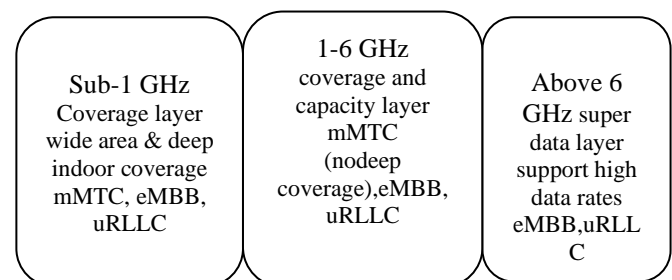 Sub-1 GHz
Coverage layer
wide area & deep
indoor coverage
mMTC, eMBB,
uRLLC
1-6 GHz
coverage and
capacity layer
mMTC
(nodeep
coverage),eMBB,
uRLLC
Above 6
GHz super
data layer
support high
data rates
eMBB,uRLL
C